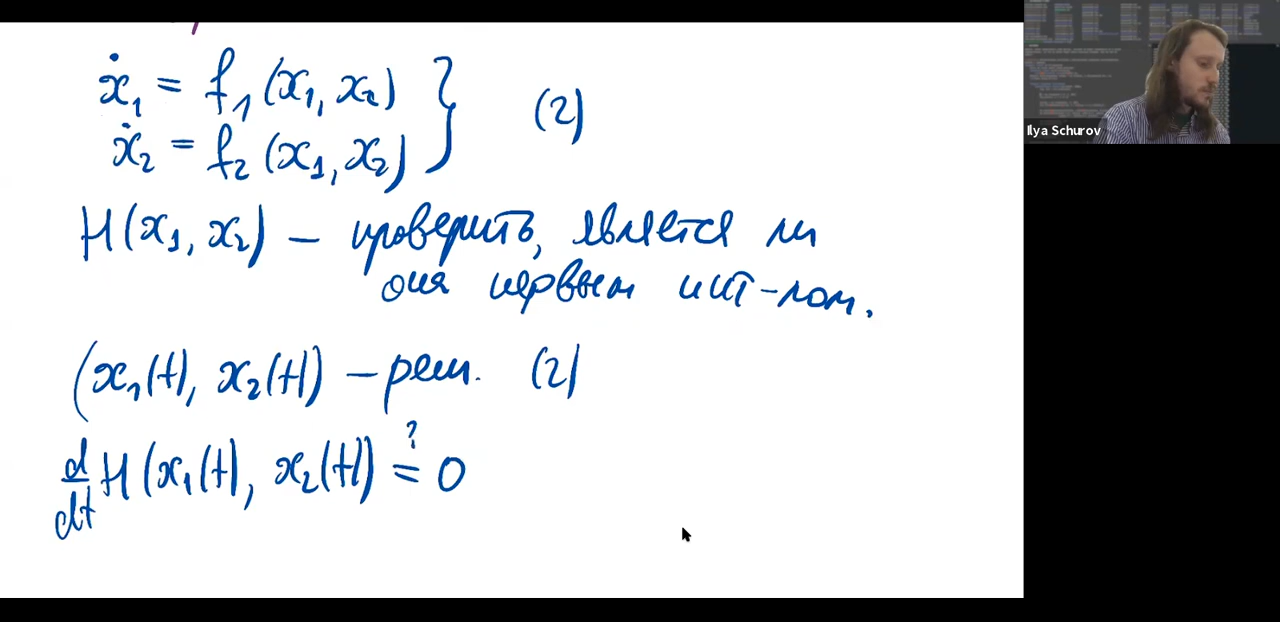 ẋ₁ = f₁(x₁, x₂)
ẋ₂ = f₂(x₁, x₂) } (2)
H(x₁, x₂) – проверить, является ли
она первым инт-лом.
(x₁(t), x₂(t)) – реш. (2)
d/dt H(x₁(t), x₂(t)) ?= 0
Ilya Schurov